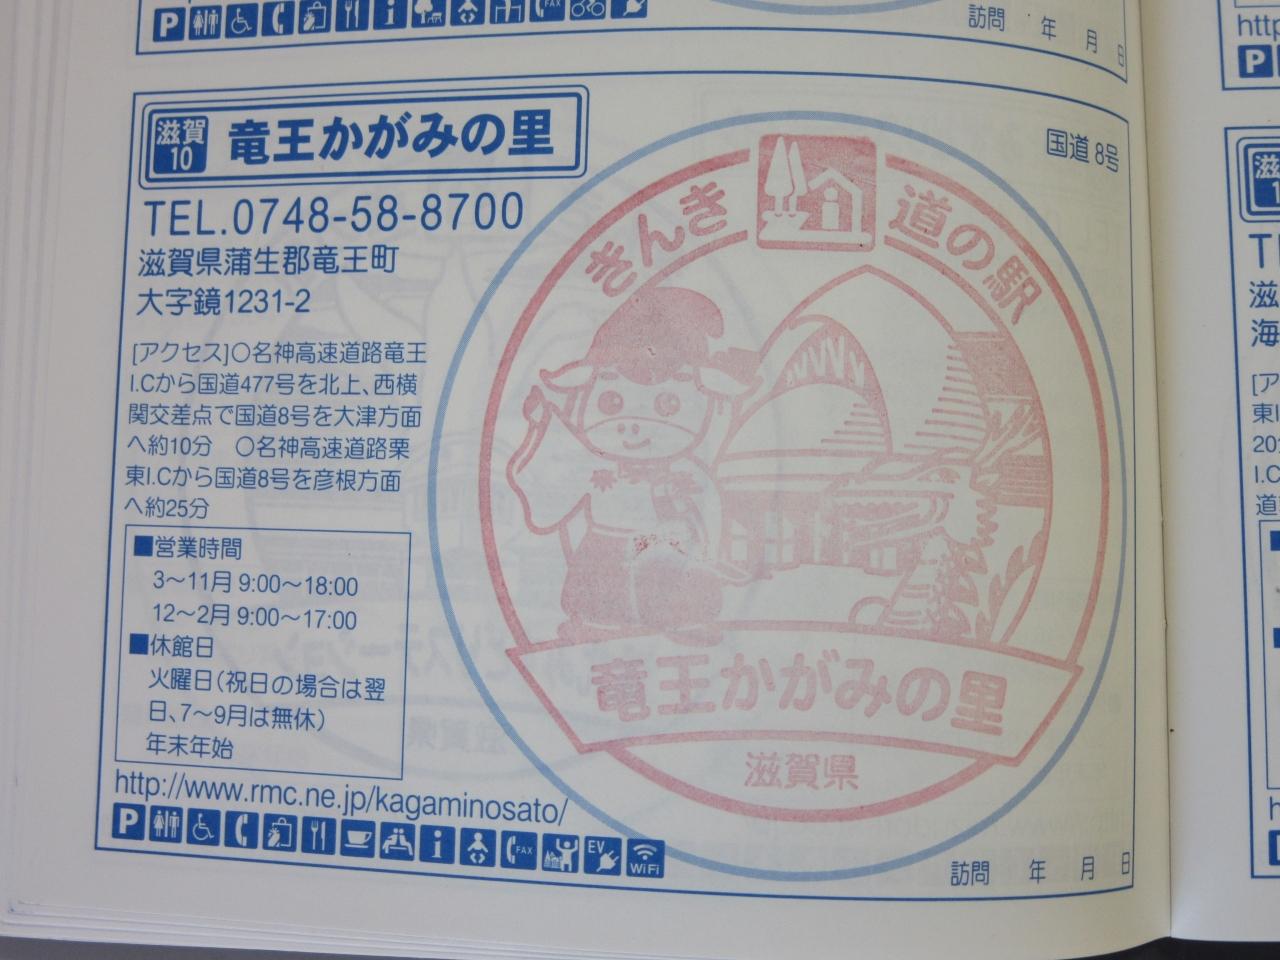 P
FAX
訪問 年 月 日
滋賀
10
竜王かがみの里
国道8号
TEL.0748-58-8700
滋賀県蒲生郡竜王町
大字鏡1231-2
[アクセス]○名神高速道路竜王
I.Cから国道477号を北上、西横
関交差点で国道8号を大津方面
へ約10分 ○名神高速道路栗
東I.Cから国道8号を彦根方面
へ約25分
■営業時間
3〜11月 9:00〜18:00
12〜2月 9:00〜17:00
■休館日
火曜日(祝日の場合は翌
日、7〜9月は無休)
年末年始
http://www.rmc.ne.jp/kagaminosato/
P
FAX
EV
WiFi
きんき
道の駅
竜王かがみの里
滋賀県
訪問 年 月 日
http
P